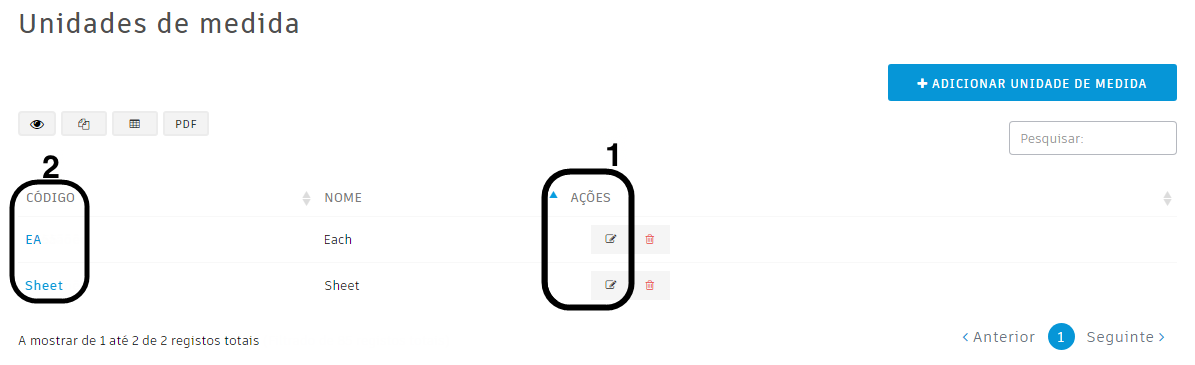 Unidades de medida
ADICIONAR UNIDADE DE MEDIDA
PDF
Pesquisar:
2
1
CÓDIGO NOME AÇÕES
EA Each
Sheet Sheet
A mostrar de 1 até 2 de 2 registos totais
Anterior 1 Seguinte